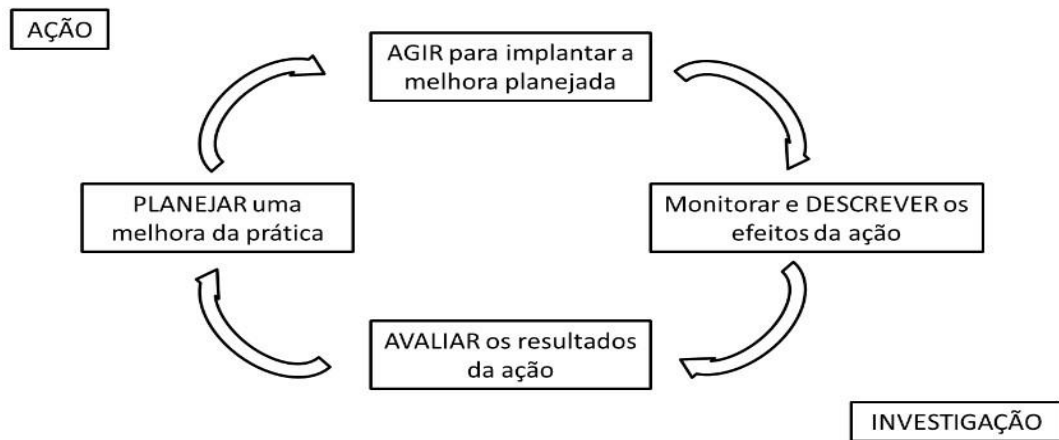 AÇÃO
AGIR para implantar a
melhora planejada
PLANEJAR uma
melhora da prática
Monitorar e DESCREVER os
efeitos da ação
AVALIAR os resultados
da ação
INVESTIGAÇÃO